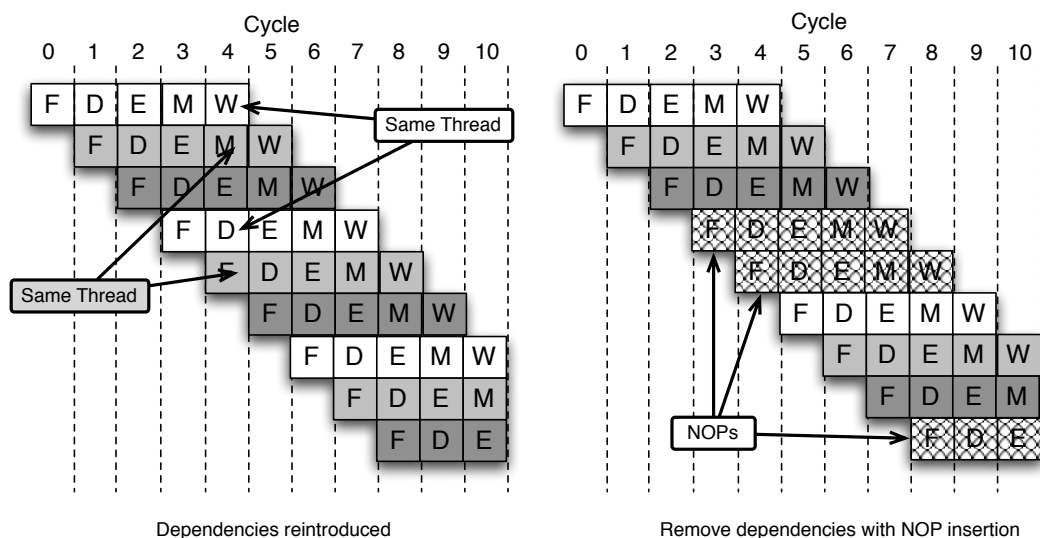 Cycle
0 1 2 3 4 5 6 7 8 9 10
F D E M W
F D E M W
F D E M W
F D E M W
F D E M W
F D E M W
F D E M W
F D E M
F D E
Same Thread
Same Thread
Dependencies reintroduced
Cycle
0 1 2 3 4 5 6 7 8 9 10
F D E M W
F D E M W
F D E M W
F D E M W
F D E M W
F D E M W
F D E M W
F D E M
F D E
NOPs
Remove dependencies with NOP insertion